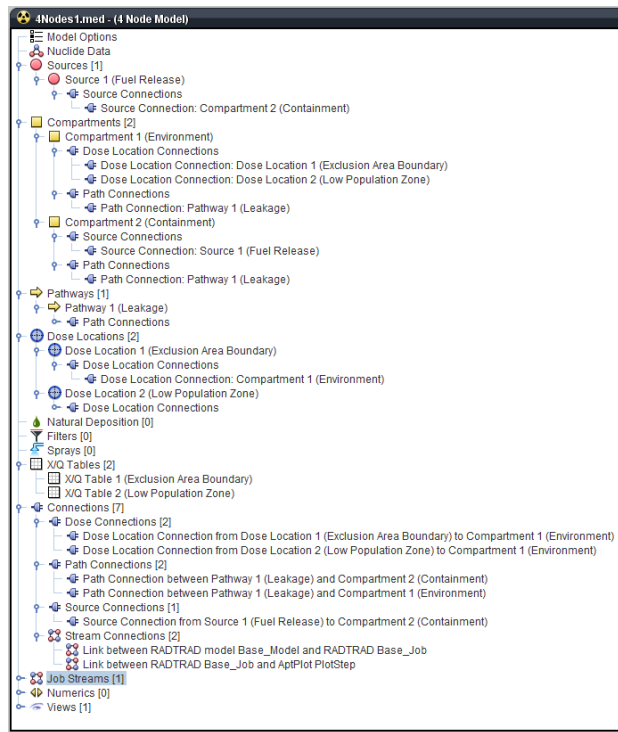 4Nodes1.med - (4 Node Model)
Model Options
Nuclide Data
Sources [1]
Source 1 (Fuel Release)
Source Connections
Source Connection: Compartment 2 (Containment)
Compartments [2]
Compartment 1 (Environment)
Dose Location Connections
Dose Location Connection: Dose Location 1 (Exclusion Area Boundary)
Dose Location Connection: Dose Location 2 (Low Population Zone)
Path Connections
Path Connection: Pathway 1 (Leakage)
Compartment 2 (Containment)
Source Connections
Source Connection: Source 1 (Fuel Release)
Path Connections
Path Connection: Pathway 1 (Leakage)
Pathways [1]
Pathway 1 (Leakage)
Path Connections
Dose Locations [2]
Dose Location 1 (Exclusion Area Boundary)
Dose Location Connections
Dose Location Connection: Compartment 1 (Environment)
Dose Location 2 (Low Population Zone)
Dose Location Connections
Natural Deposition [0]
Filters [0]
Sprays [0]
X/Q Tables [2]
X/Q Table 1 (Exclusion Area Boundary)
X/Q Table 2 (Low Population Zone)
Connections [7]
Dose Connections [2]
Dose Location Connection from Dose Location 1 (Exclusion Area Boundary) to Compartment 1 (Environment)
Dose Location Connection from Dose Location 2 (Low Population Zone) to Compartment 1 (Environment)
Path Connections [2]
Path Connection between Pathway 1 (Leakage) and Compartment 2 (Containment)
Path Connection between Pathway 1 (Leakage) and Compartment 1 (Environment)
Source Connections [1]
Source Connection from Source 1 (Fuel Release) to Compartment 2 (Containment)
Stream Connections [2]
Link between RADTRAD model Base_Model and RADTRAD Base_Job
Link between RADTRAD Base_Job and AptPlot PlotStep
Job Streams [1]
Numerics [0]
Views [1]